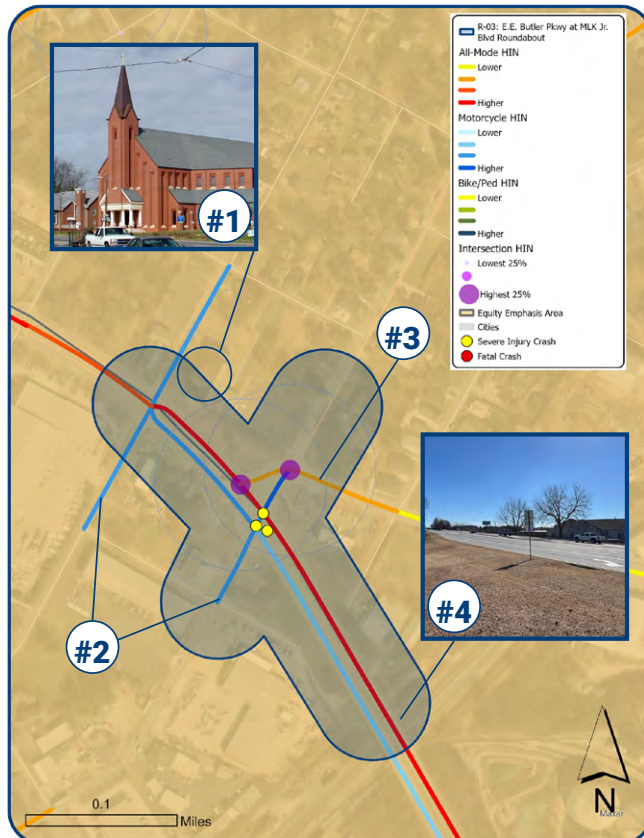 R-03: E.E. Butler Pkwy at MLK Jr.
Blvd Roundabout
All-Mode HIN
Lower
Higher
Motorcycle HIN
Lower
Higher
Bike/Ped HIN
Lower
Higher
Intersection HIN
Lowest 25%
Highest 25%
Equity Emphasis Area
Cities
Severe Injury Crash
Fatal Crash
#1
#3
#4
#2
0.1
Miles
N
Maxar